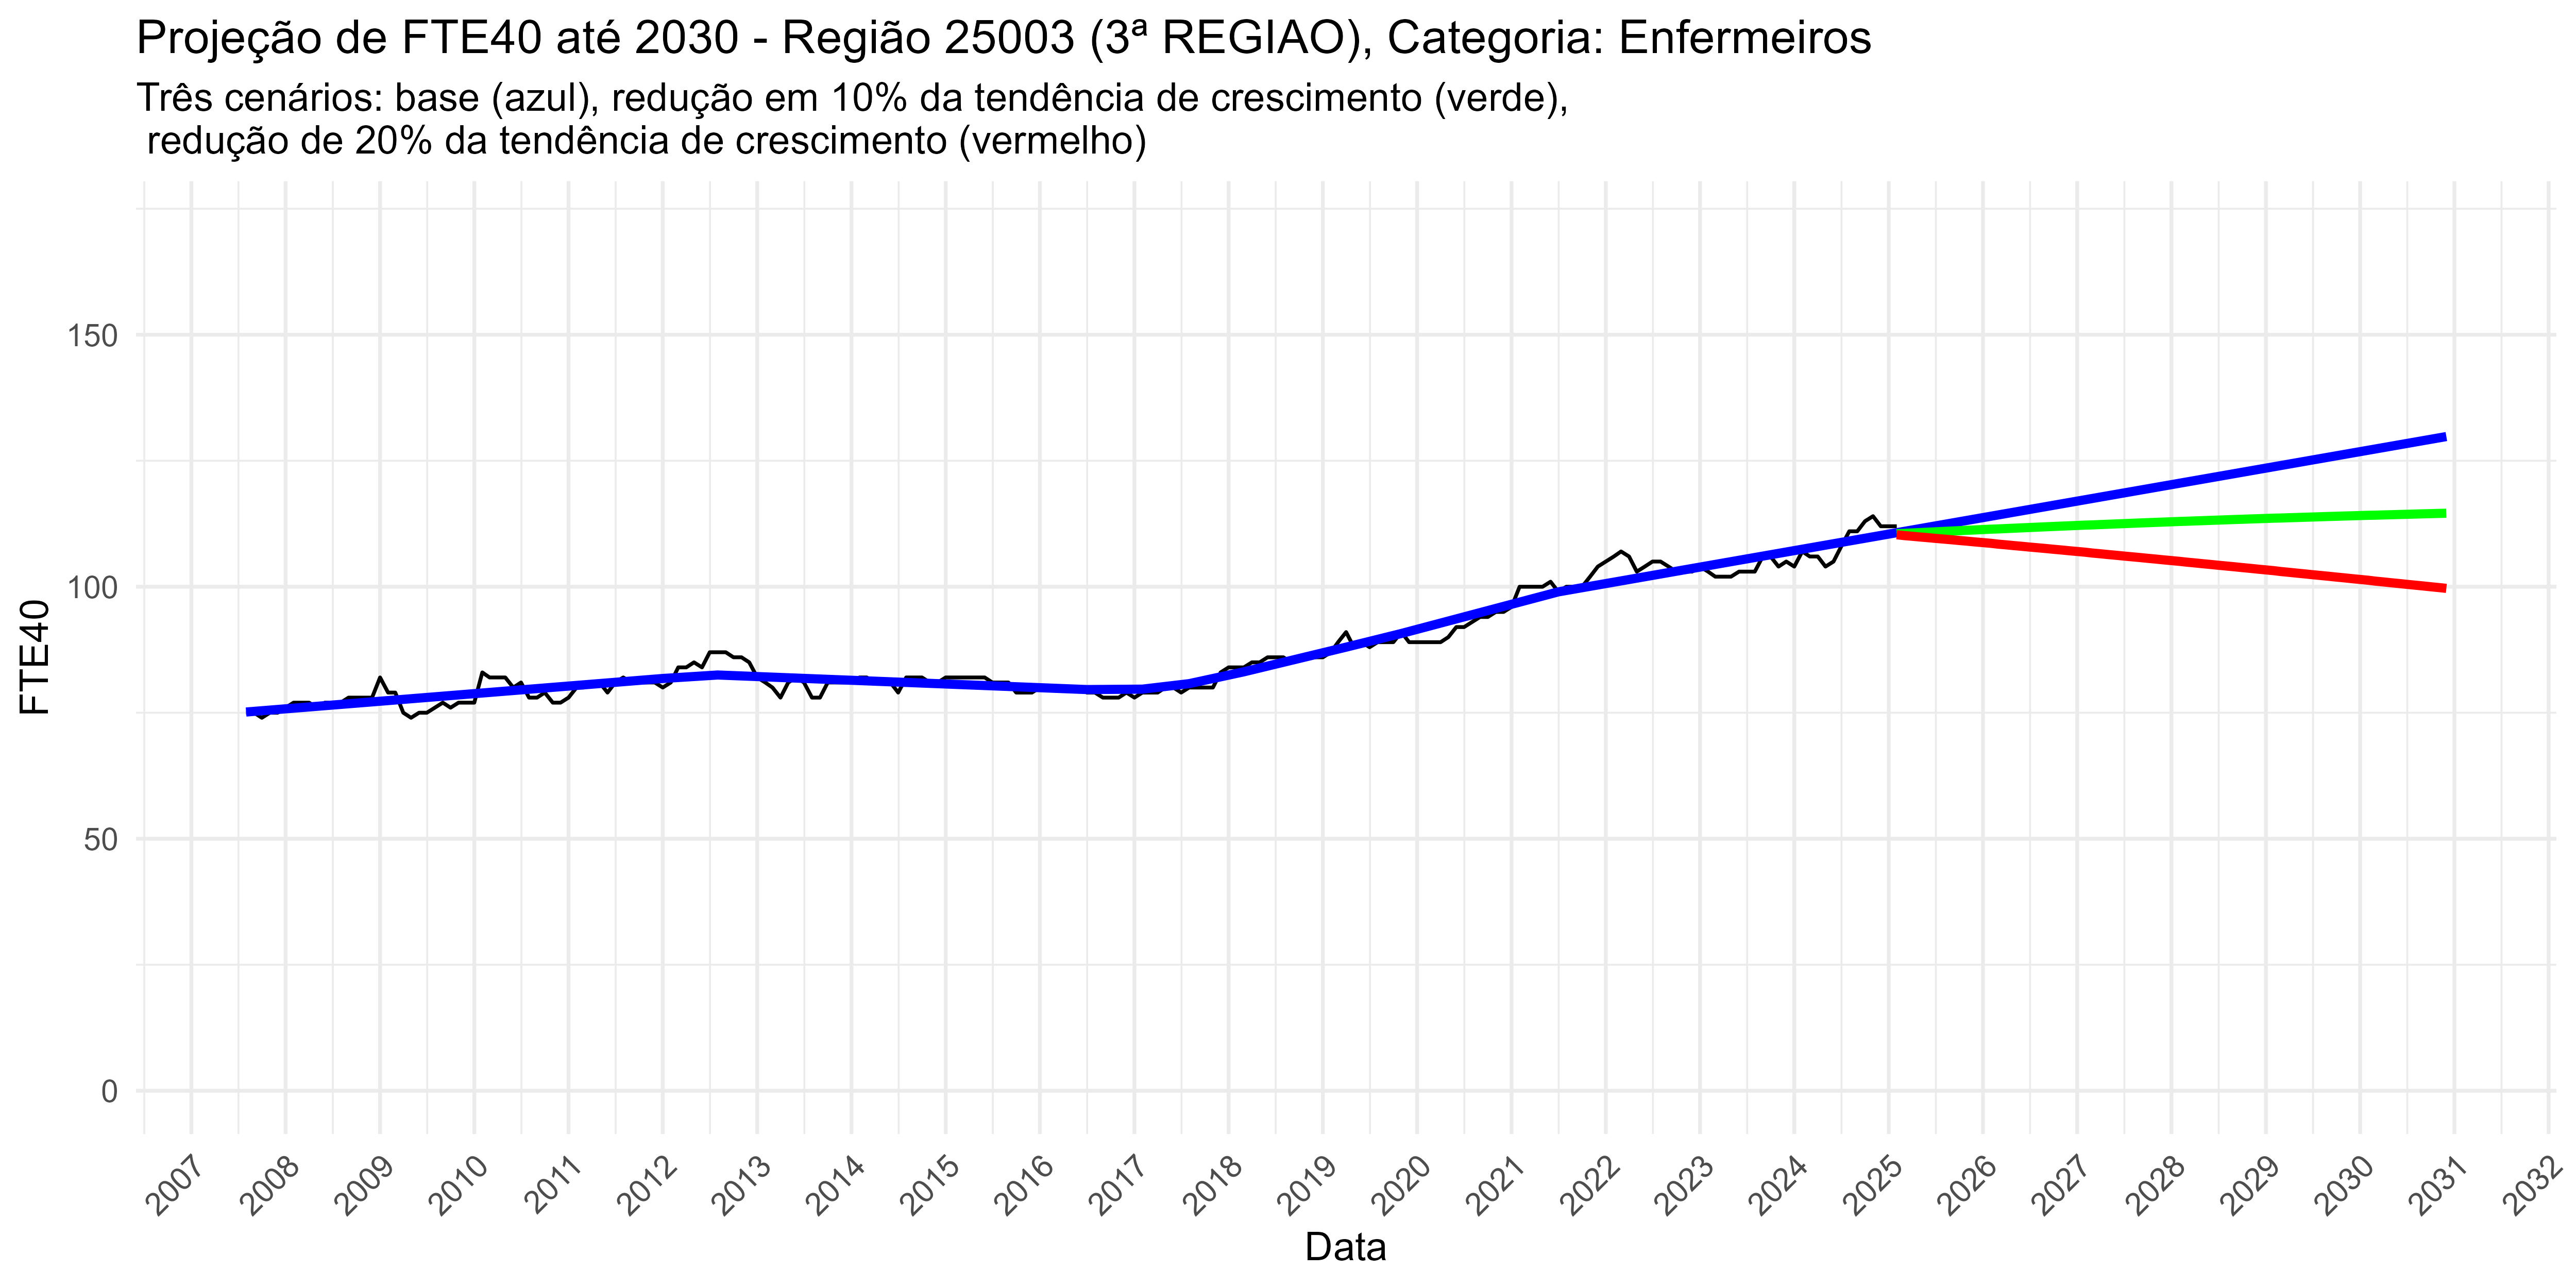 Projeção de FTE40 até 2030 - Região 25003 (3ª REGIAO), Categoria: Enfermeiros
Três cenários: base (azul), redução em 10% da tendência de crescimento (verde),
redução de 20% da tendência de crescimento (vermelho)
FTE40
150
100
50
0
2007 2008 2009 2010 2011 2012 2013 2014 2015 2016 2017 2018 2019 2020 2021 2022 2023 2024 2025 2026 2027 2028 2029 2030 2031 2032
Data